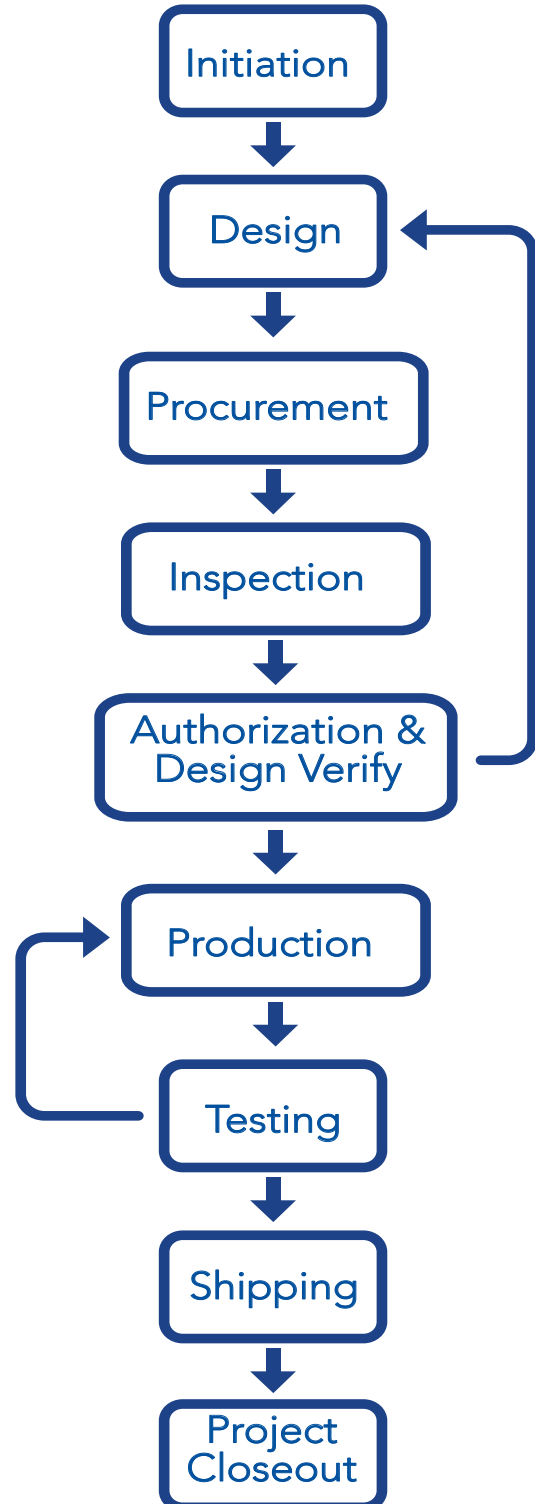 Initiation
Design
Procurement
Inspection
Authorization &
Design Verify
Production
Testing
Shipping
Project
Closeout